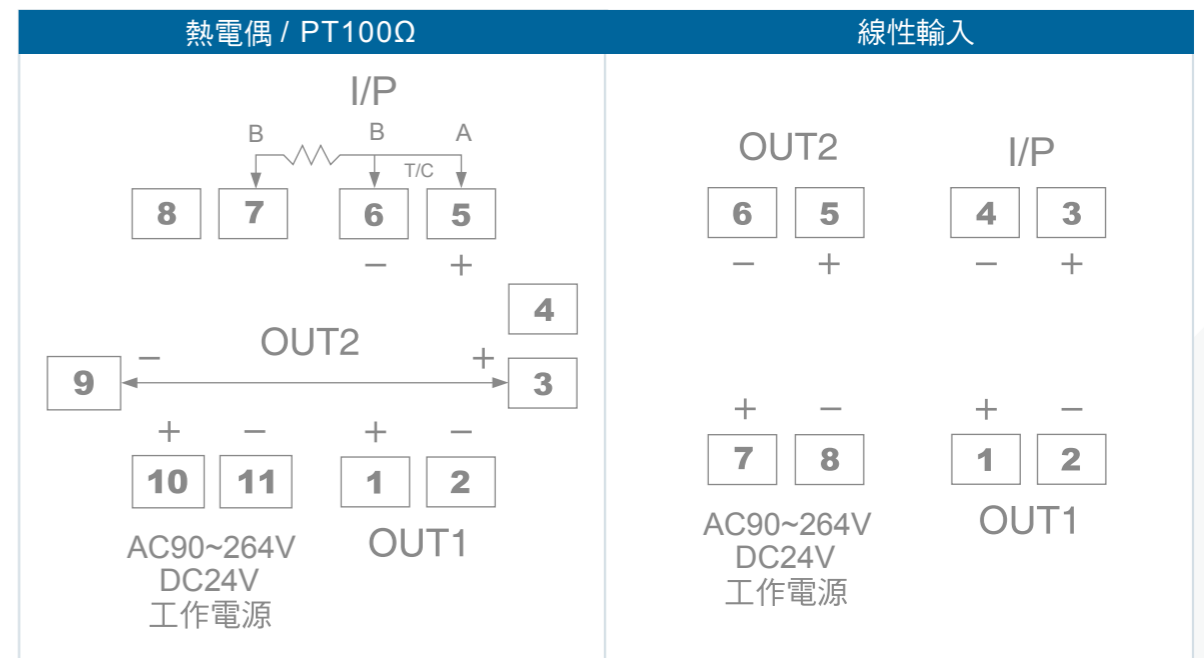 熱電偶 / PT100Ω
I/P
B B A
T/C
8 7 6 5
− +
4
OUT2
− +
9 3
+ − + −
10 11 1 2
AC90~264V
DC24V
工作電源
OUT1
線性輸入
OUT2 I/P
6 5 4 3
− + − +
+ − + −
7 8 1 2
AC90~264V
DC24V
工作電源
OUT1